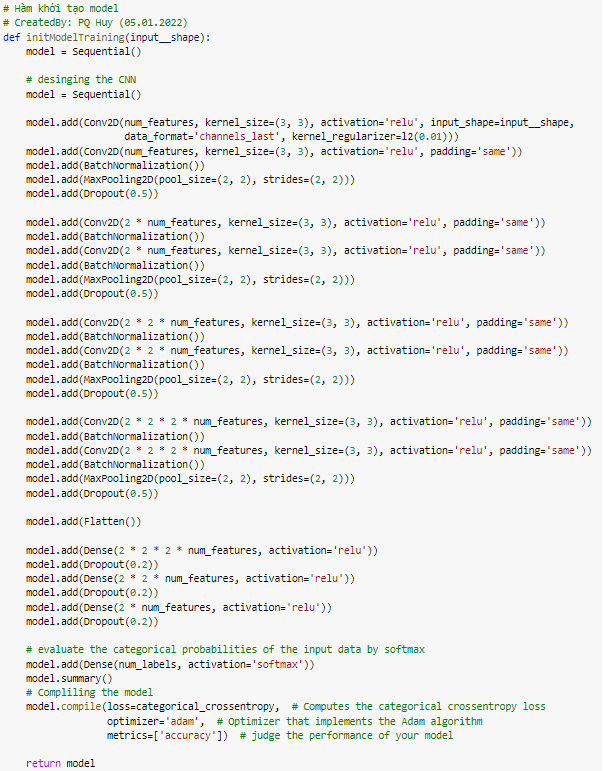 # Hàm khởi tạo model
# CreatedBy: PQ Huy (05.01.2022)
def initModelTraining(input__shape):
    model = Sequential()

    # desinging the CNN
    model = Sequential()

    model.add(Conv2D(num_features, kernel_size=(3, 3), activation='relu', input_shape=input__shape,
                     data_format='channels_last', kernel_regularizer=l2(0.01)))
    model.add(Conv2D(num_features, kernel_size=(3, 3), activation='relu', padding='same'))
    model.add(BatchNormalization())
    model.add(MaxPooling2D(pool_size=(2, 2), strides=(2, 2)))
    model.add(Dropout(0.5))

    model.add(Conv2D(2 * num_features, kernel_size=(3, 3), activation='relu', padding='same'))
    model.add(BatchNormalization())
    model.add(Conv2D(2 * num_features, kernel_size=(3, 3), activation='relu', padding='same'))
    model.add(BatchNormalization())
    model.add(MaxPooling2D(pool_size=(2, 2), strides=(2, 2)))
    model.add(Dropout(0.5))

    model.add(Conv2D(2 * 2 * num_features, kernel_size=(3, 3), activation='relu', padding='same'))
    model.add(BatchNormalization())
    model.add(Conv2D(2 * 2 * num_features, kernel_size=(3, 3), activation='relu', padding='same'))
    model.add(BatchNormalization())
    model.add(MaxPooling2D(pool_size=(2, 2), strides=(2, 2)))
    model.add(Dropout(0.5))

    model.add(Conv2D(2 * 2 * 2 * num_features, kernel_size=(3, 3), activation='relu', padding='same'))
    model.add(BatchNormalization())
    model.add(Conv2D(2 * 2 * 2 * num_features, kernel_size=(3, 3), activation='relu', padding='same'))
    model.add(BatchNormalization())
    model.add(MaxPooling2D(pool_size=(2, 2), strides=(2, 2)))
    model.add(Dropout(0.5))

    model.add(Flatten())

    model.add(Dense(2 * 2 * 2 * num_features, activation='relu'))
    model.add(Dropout(0.2))
    model.add(Dense(2 * 2 * num_features, activation='relu'))
    model.add(Dropout(0.2))
    model.add(Dense(2 * num_features, activation='relu'))
    model.add(Dropout(0.2))

    # evaluate the categorical probabilities of the input data by softmax
    model.add(Dense(num_labels, activation='softmax'))
    model.summary()
    # Compliling the model
    model.compile(loss=categorical_crossentropy,  # Computes the categorical crossentropy loss
                  optimizer='adam',  # Optimizer that implements the Adam algorithm
                  metrics=['accuracy'])  # judge the performance of your model

    return model